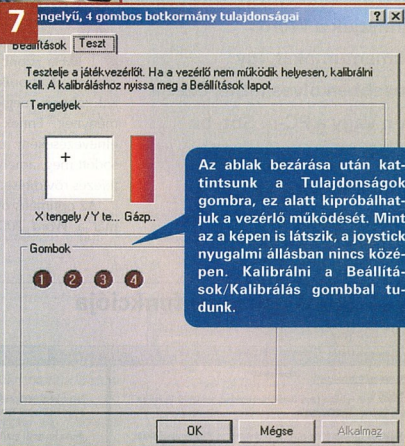 7
engelyű, 4 gombos botkormány tulajdonságai
Beállítások Teszt
Tesztelje a játékvezérlőt. Ha a vezérlő nem működik helyesen, kalibrálni
kell. A kalibráláshoz nyissa meg a Beállítások lapot.
Tengelyek
X tengely / Y te... Gázp..
Az ablak bezárása után kat-
tintsunk a Tulajdonságok
gombra, ez alatt kipróbálhat-
juk a vezérlő működését. Mint
az a képen is látszik, a joystick
nyugalmi állásban nincs közé-
pen. Kalibrálni a Beállítá-
sok/Kalibrálás gombbal tu-
dunk.
Gombok
1 2 3 4
OK Mégse Alkalmaz